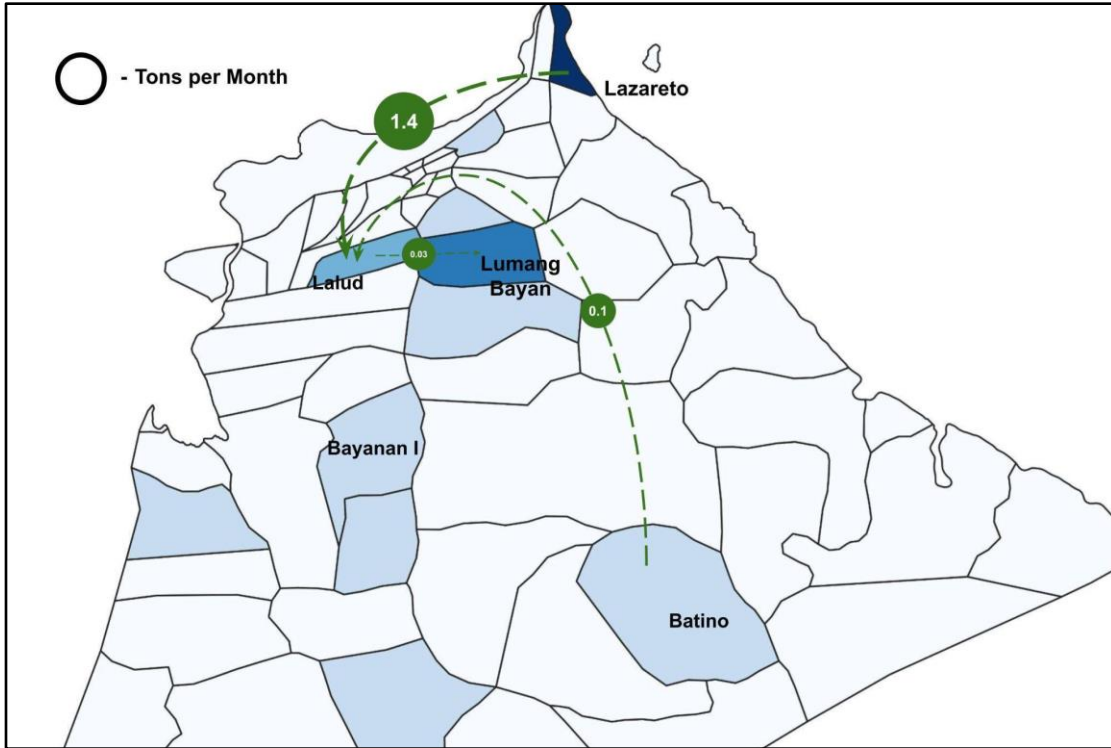 - Tons per Month
Lazareto
1.4
0.03
Lumang
Bayan
Lalud
0.1
Bayanan I
Batino